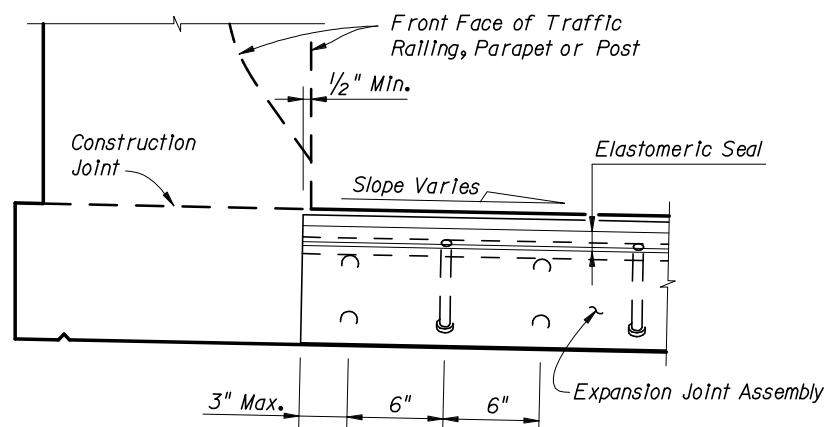 Front Face of Traffic
Railing, Parapet or Post
1/2" Min.
Construction
Joint
Elastomeric Seal
Slope Varies
3" Max.
6"
6"
Expansion Joint Assembly